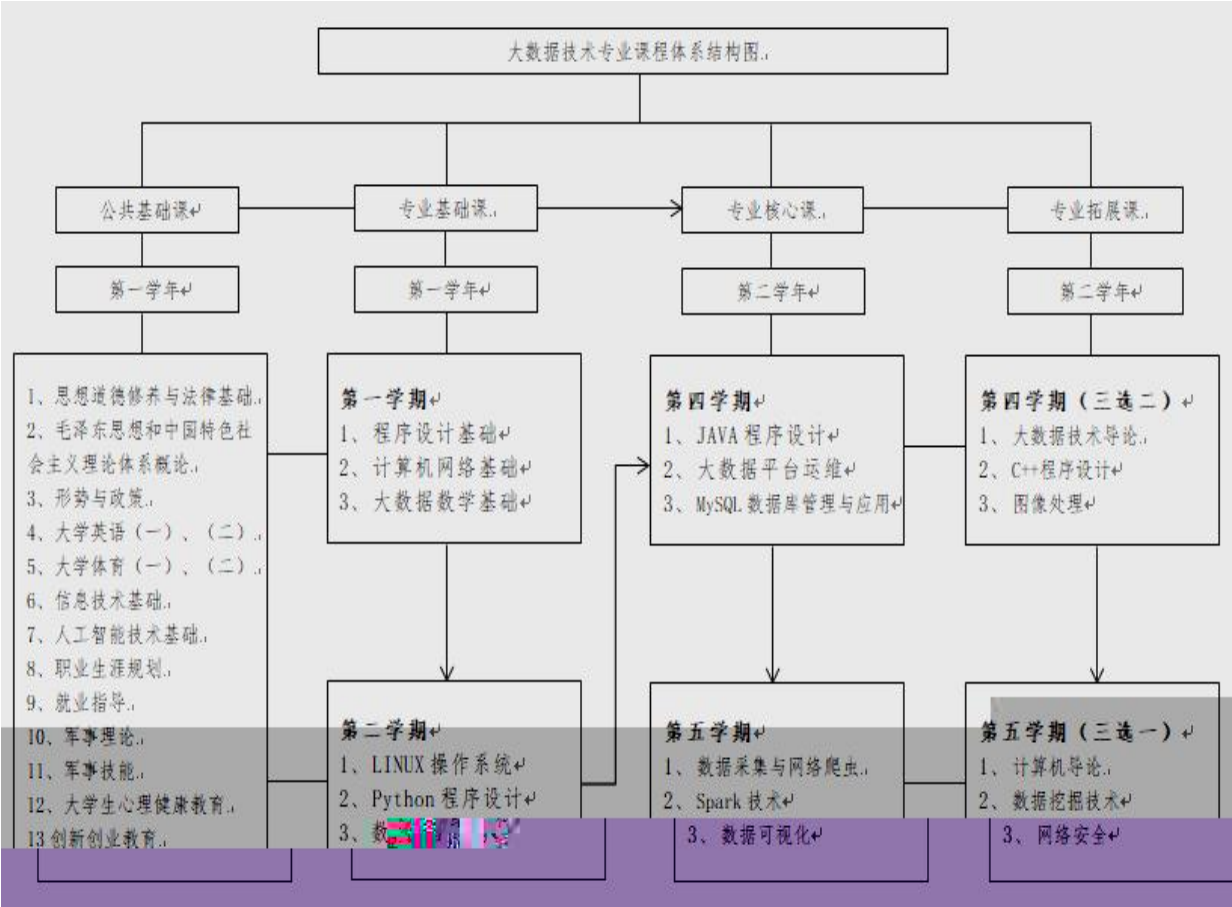 大数据技术专业课程体系结构图
公共基础课
专业基础课
专业核心课
专业拓展课
第一学年
第一学年
第二学年
第二学年
1、思想道德修养与法律基础
2、毛泽东思想和中国特色社
会主义理论体系概论
3、形势与政策
4、大学英语（一）、（二）
5、大学体育（一）、（二）
6、信息技术基础
7、人工智能技术基础
8、职业生涯规划
9、就业指导
10、军事理论
11、军事技能
12、大学生心理健康教育
13 创新创业教育
第一学期
1、程序设计基础
2、计算机网络基础
3、大数据数学基础
第二学期
1、LINUX 操作系统
2、Python 程序设计
3、数
第四学期
1、JAVA 程序设计
2、大数据平台运维
3、MySQL 数据库管理与应用
第五学期
1、数据采集与网络爬虫
2、Spark 技术
3、数据可视化
第四学期（三选二）
1、大数据技术导论
2、C++程序设计
3、图像处理
第五学期（三选一）
1、计算机导论
2、数据挖掘技术
3、网络安全